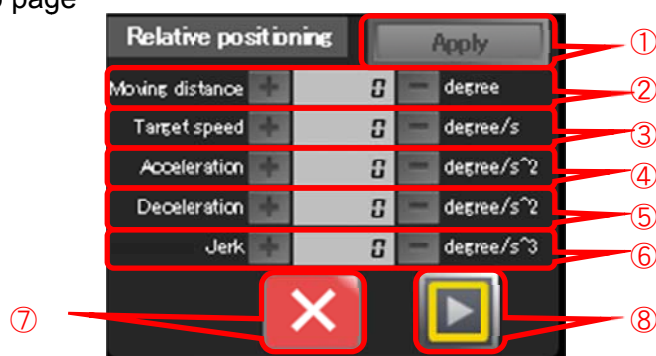 page
Relative positioning Apply ①
Moving distance + 0 − degree ②
Target speed + 0 − degree/s ③
Acceleration + 0 − degree/s^2 ④
Deceleration + 0 − degree/s^2 ⑤
Jerk + 0 − degree/s^3 ⑥
⑦ ⑧